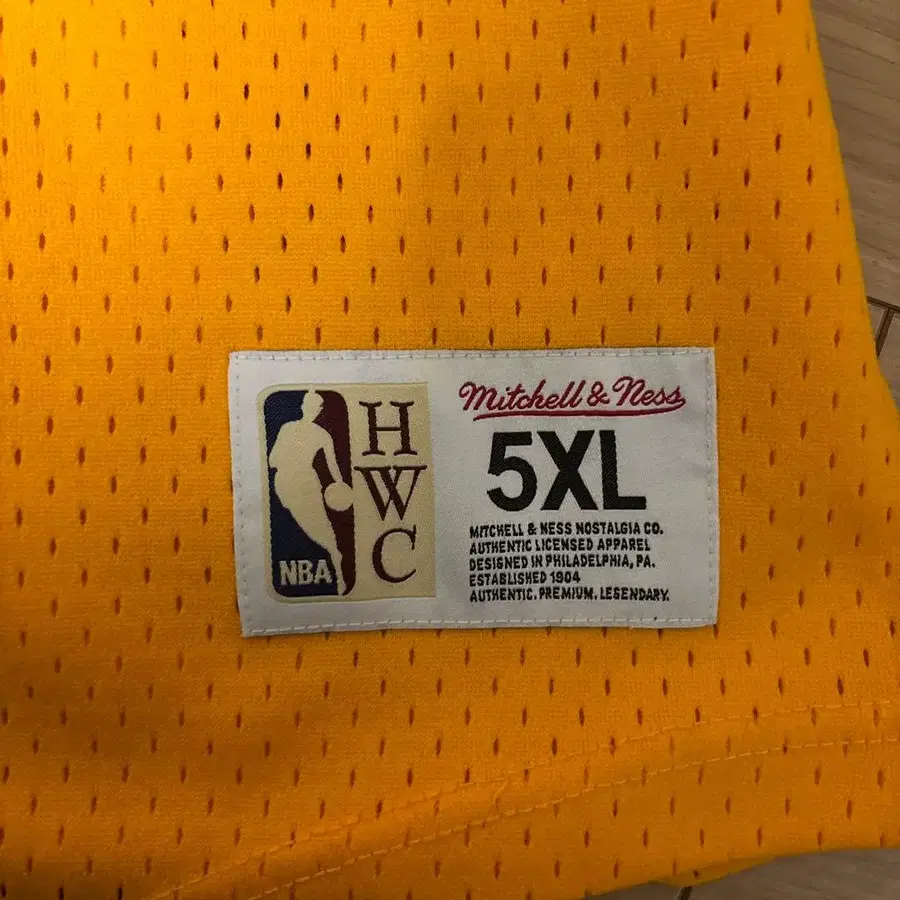 NBA
H
W
C
Mitchell & Ness
5XL
MITCHELL & NESS NOSTALGIA CO.
AUTHENTIC LICENSED APPAREL
DESIGNED IN PHILADELPHIA, PA.
ESTABLISHED 1904
AUTHENTIC. PREMIUM. LEGENDARY.